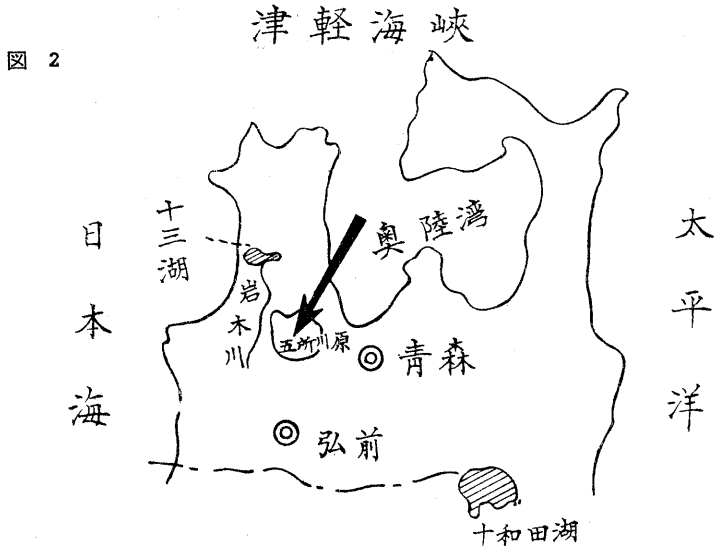 津軽海峡
図 2
十三湖
奥陸湾
日本海
太平洋
岩木川
五所川原
青森
弘前
十和田湖